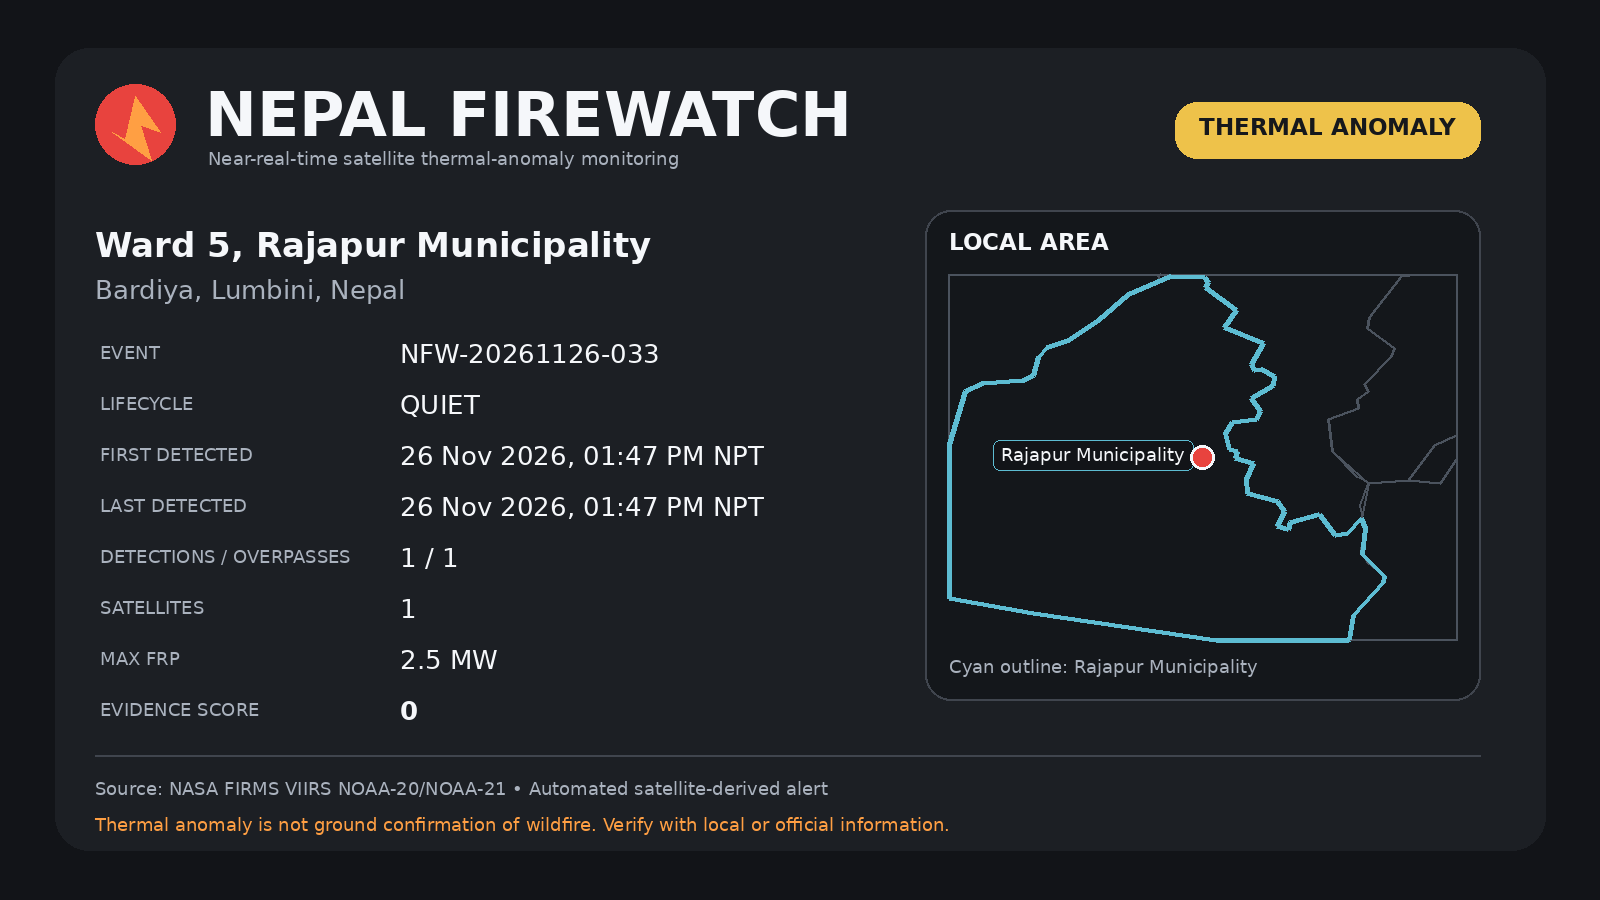 NEPAL FIREWATCH
Near-real-time satellite thermal-anomaly monitoring
THERMAL ANOMALY
Ward 5, Rajapur Municipality
Bardiya, Lumbini, Nepal
EVENT NFW-20261126-033
LIFECYCLE QUIET
FIRST DETECTED 26 Nov 2026, 01:47 PM NPT
LAST DETECTED 26 Nov 2026, 01:47 PM NPT
DETECTIONS / OVERPASSES 1 / 1
SATELLITES 1
MAX FRP 2.5 MW
EVIDENCE SCORE 0
LOCAL AREA
Rajapur Municipality
Cyan outline: Rajapur Municipality
Source: NASA FIRMS VIIRS NOAA-20/NOAA-21 • Automated satellite-derived alert
Thermal anomaly is not ground confirmation of wildfire. Verify with local or official information.